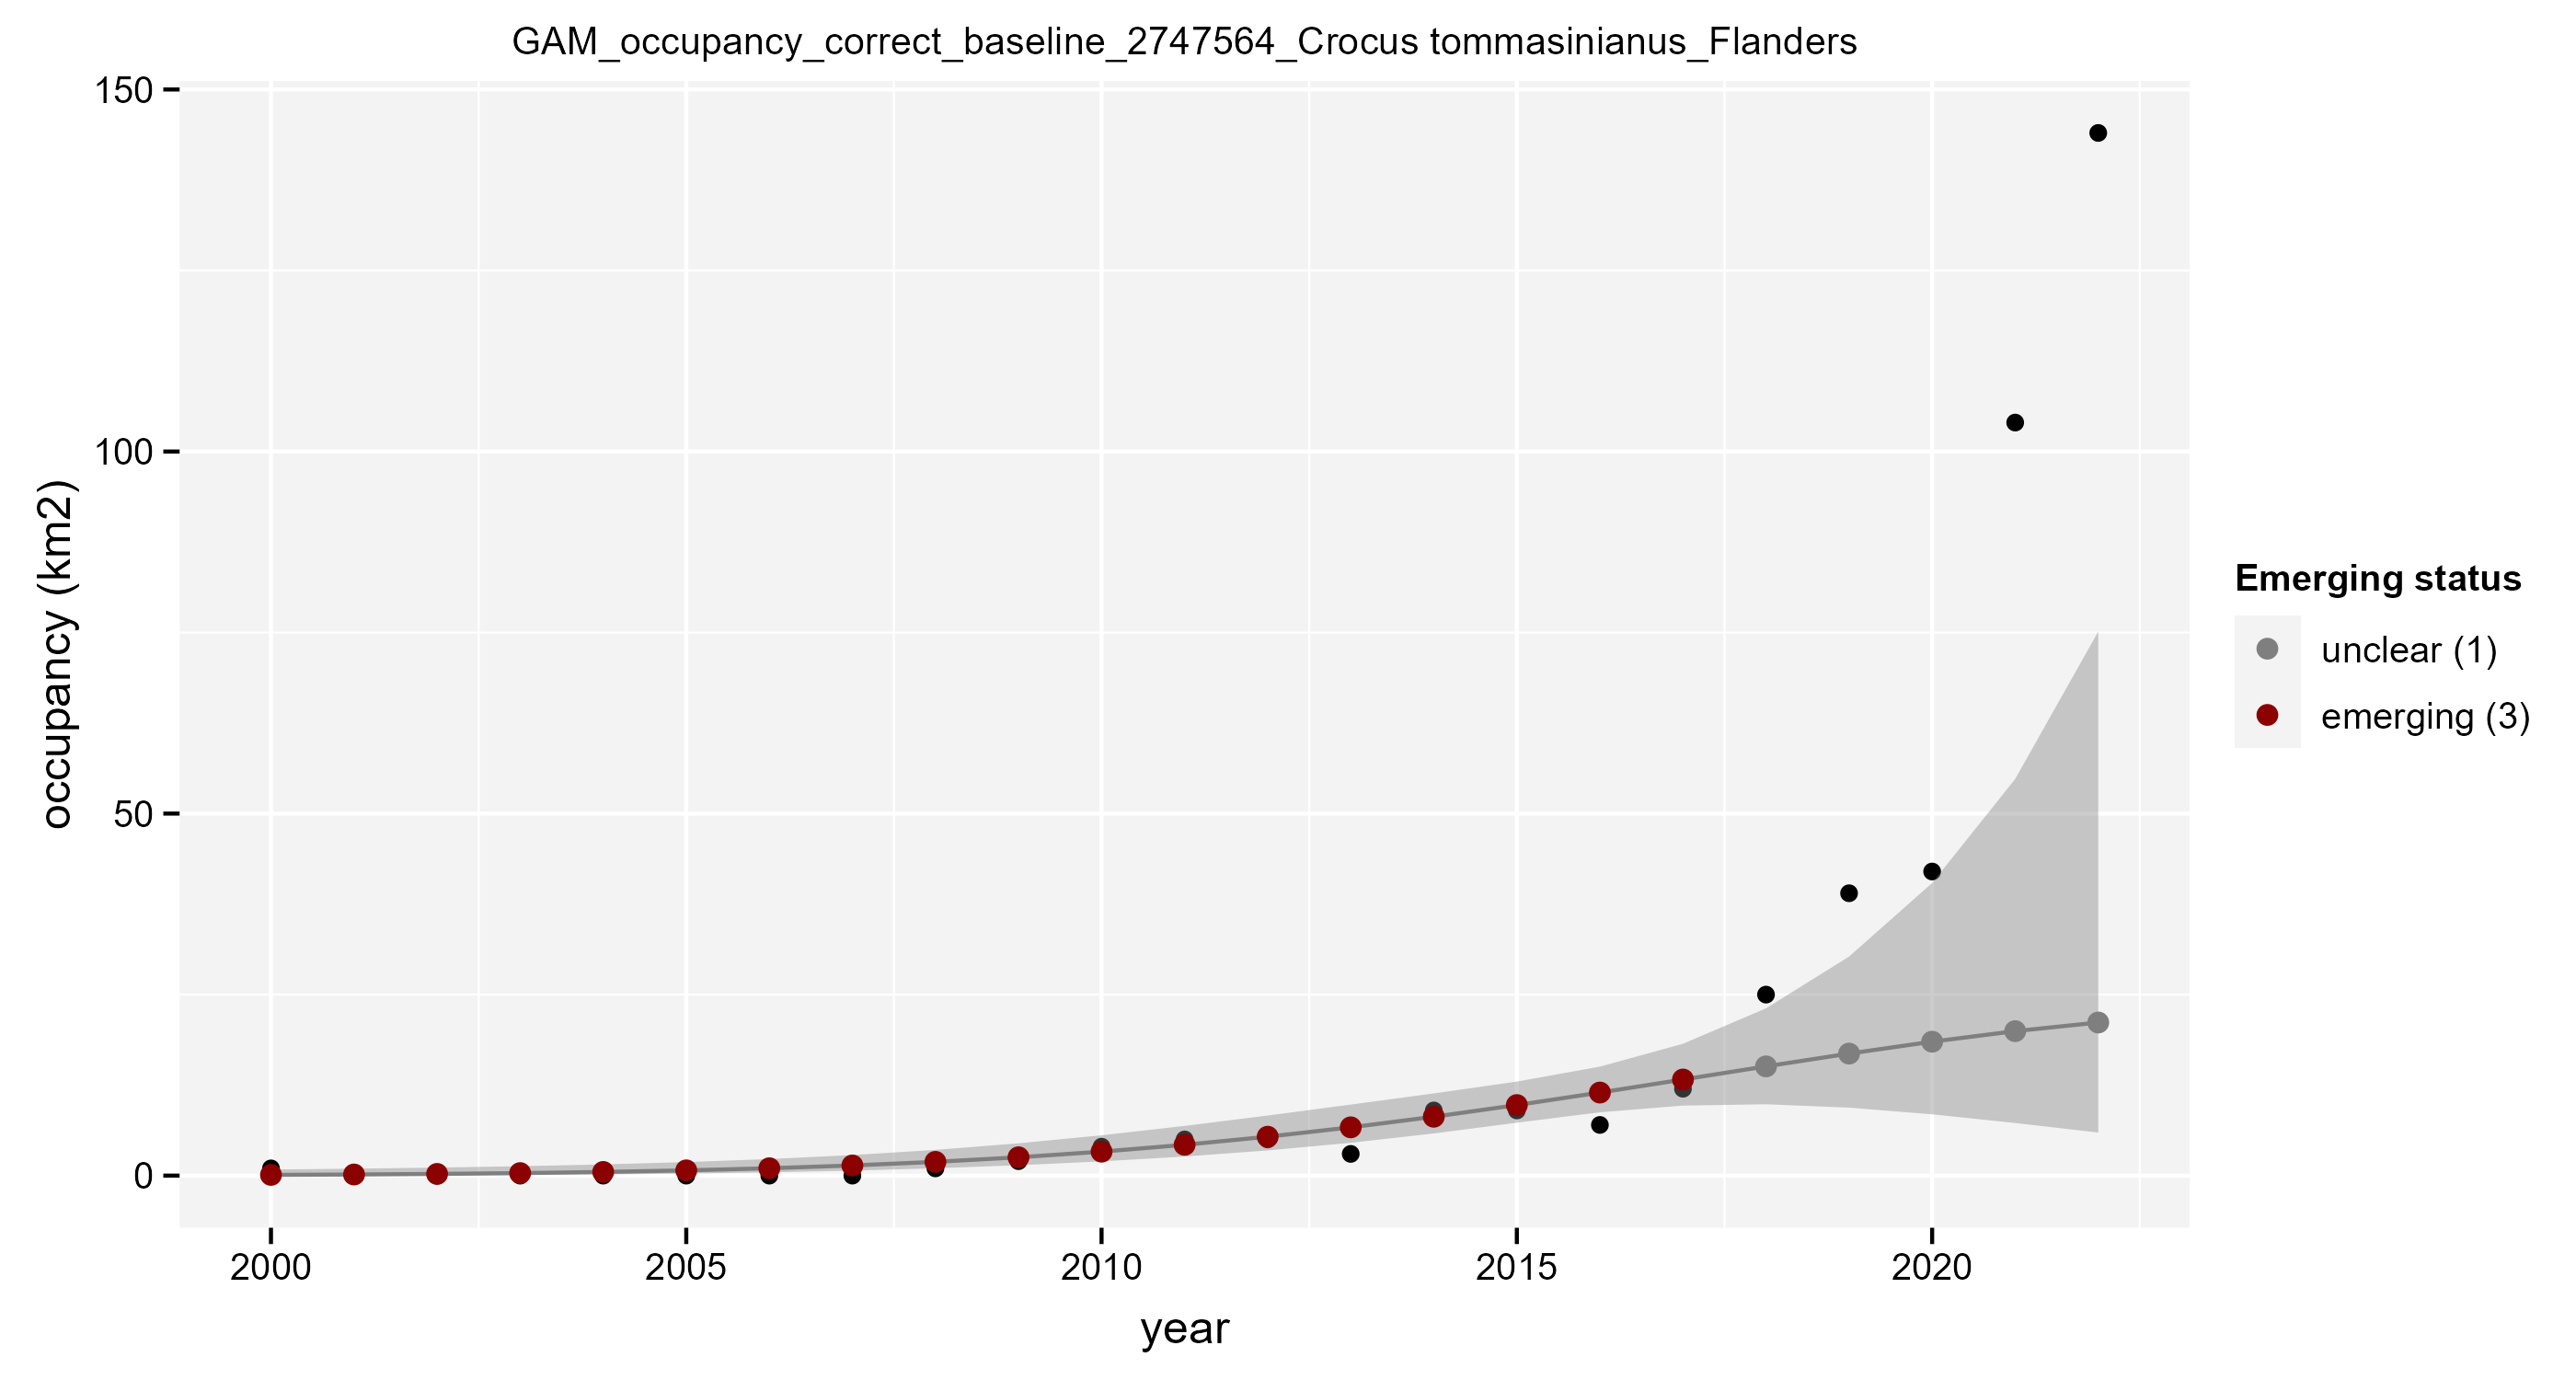 GAM_occupancy_correct_baseline_2747564_Crocus tommasinianus_Flanders
150
100
50
0
occupancy (km2)
2000
2005
2010
2015
2020
year
Emerging status
unclear (1)
emerging (3)